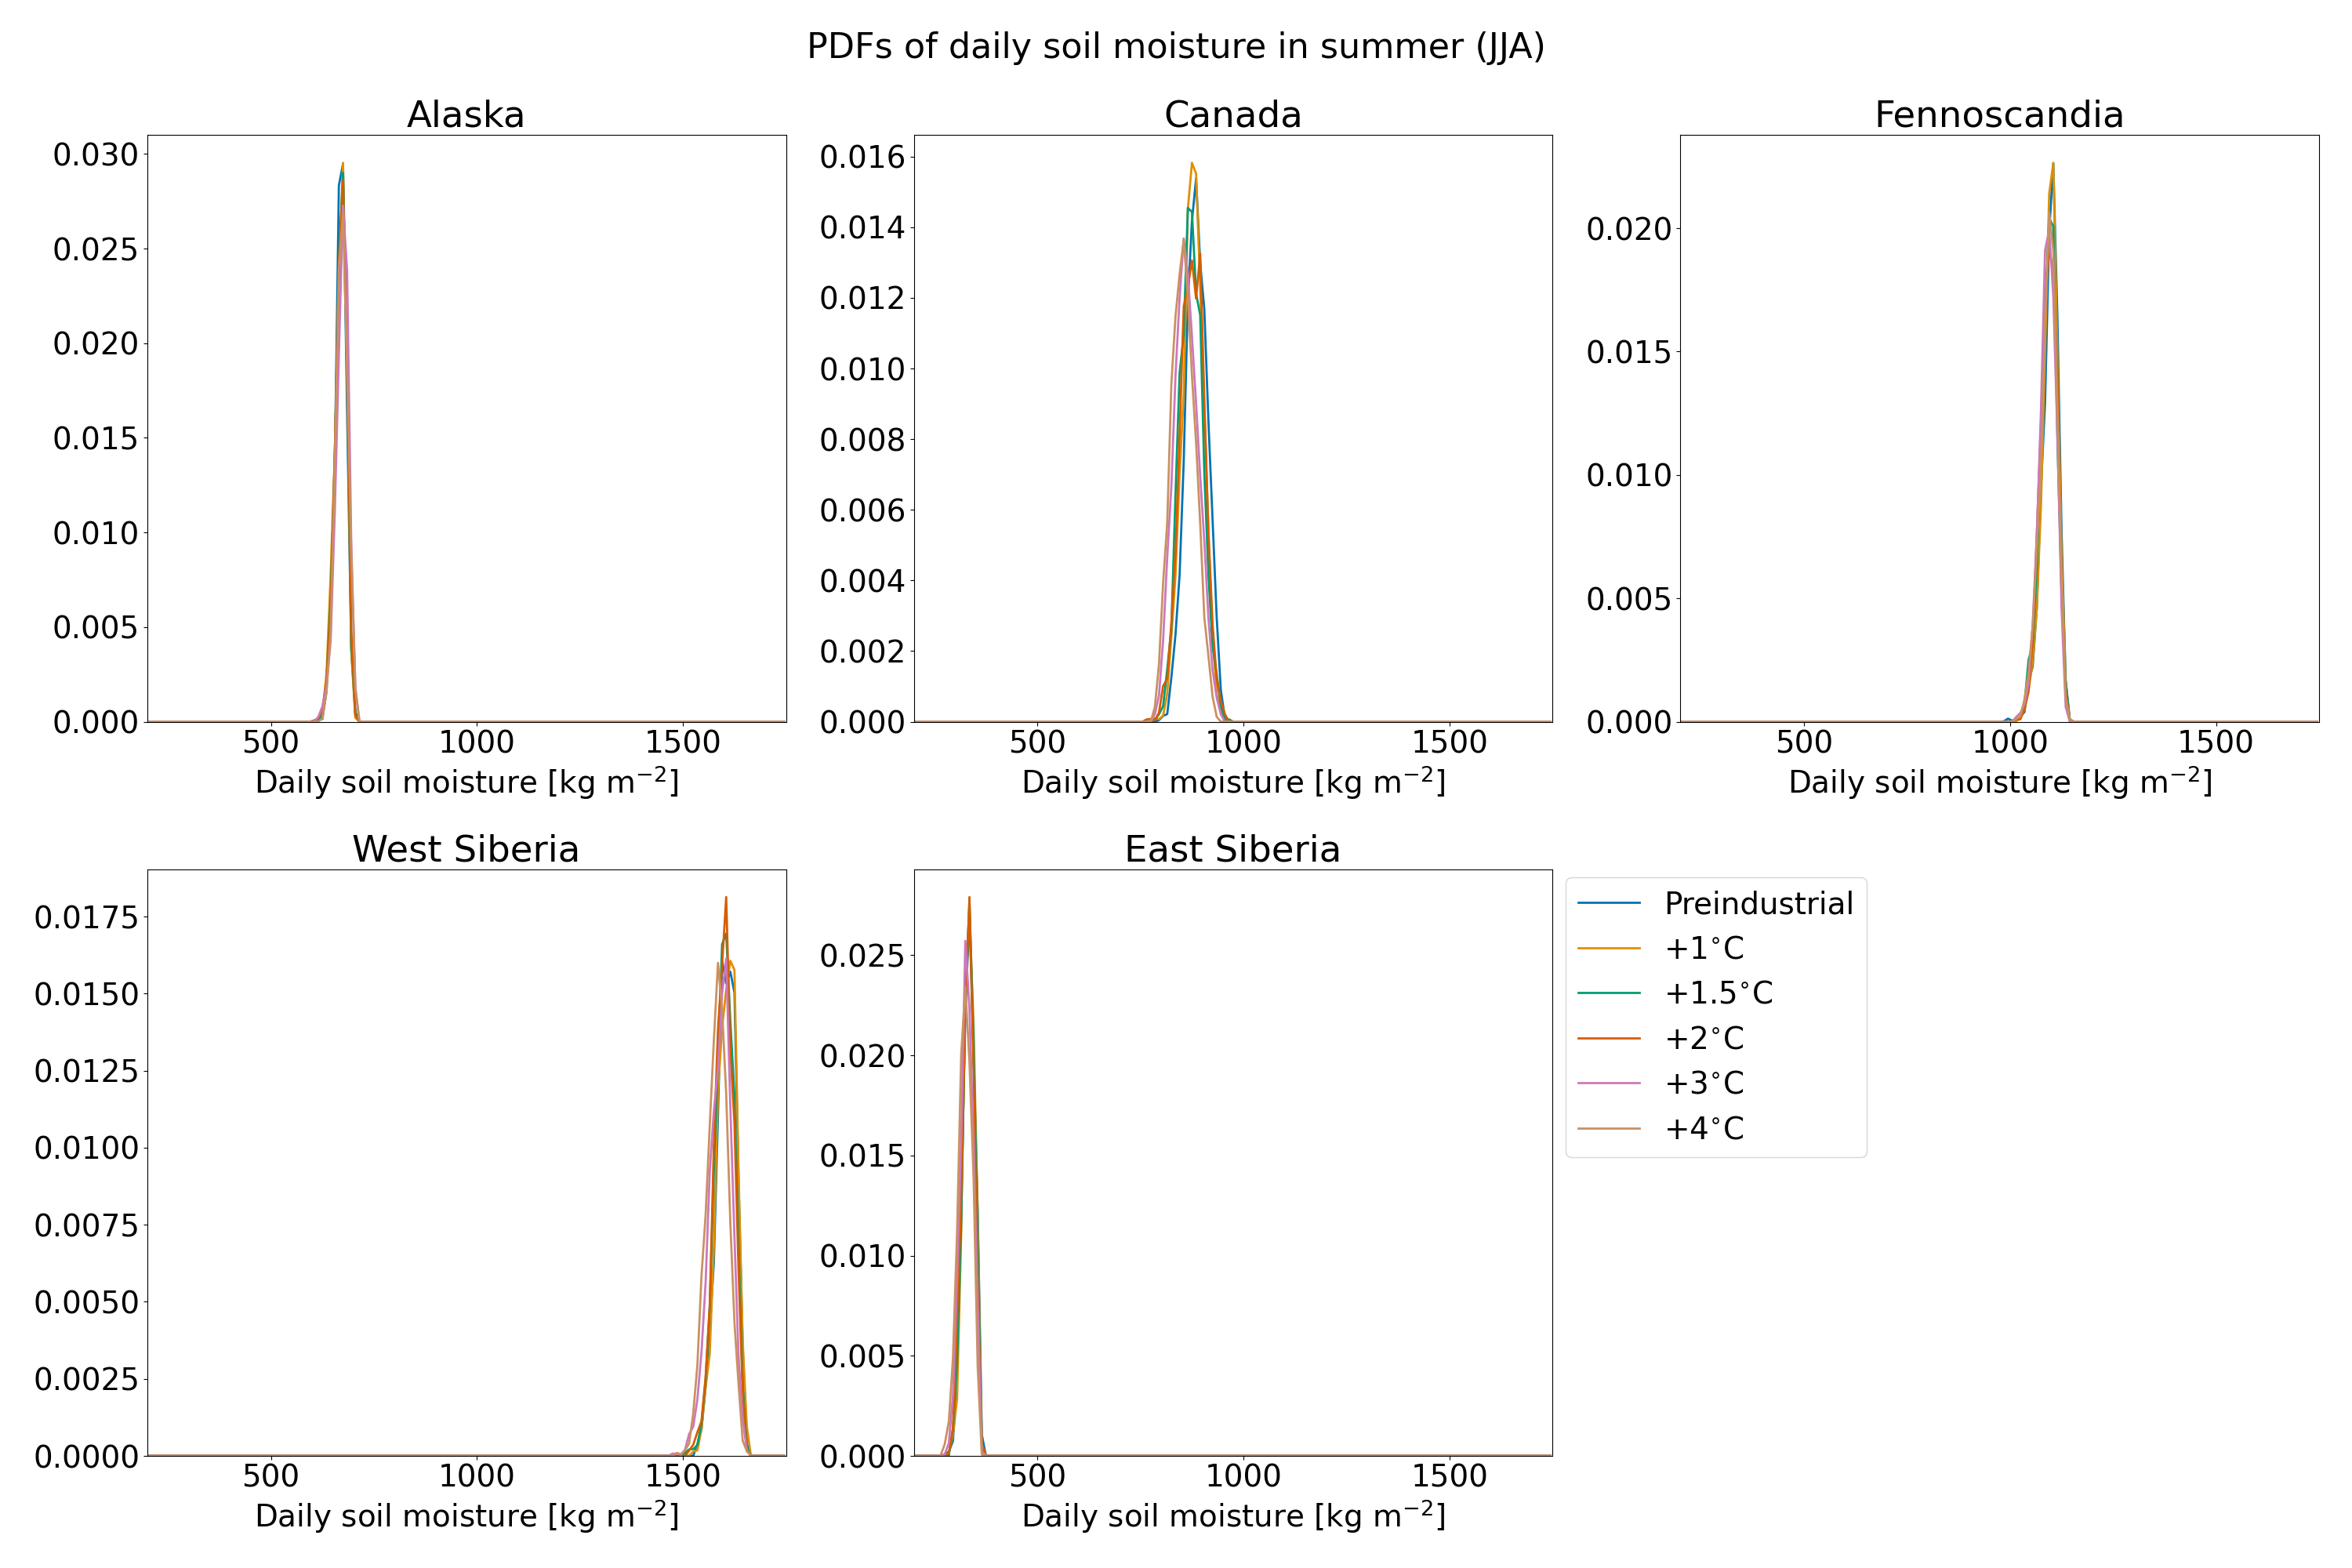 PDFs of daily soil moisture in summer (JJA)
Alaska
0.030
0.025
0.020
0.015
0.010
0.005
0.000
500 1000 1500
Daily soil moisture [kg m⁻²]
Canada
0.016
0.014
0.012
0.010
0.008
0.006
0.004
0.002
0.000
500 1000 1500
Daily soil moisture [kg m⁻²]
Fennoscandia
0.020
0.015
0.010
0.005
0.000
500 1000 1500
Daily soil moisture [kg m⁻²]
West Siberia
0.0175
0.0150
0.0125
0.0100
0.0075
0.0050
0.0025
0.0000
500 1000 1500
Daily soil moisture [kg m⁻²]
East Siberia
0.025
0.020
0.015
0.010
0.005
0.000
500 1000 1500
Daily soil moisture [kg m⁻²]
Preindustrial
+1°C
+1.5°C
+2°C
+3°C
+4°C